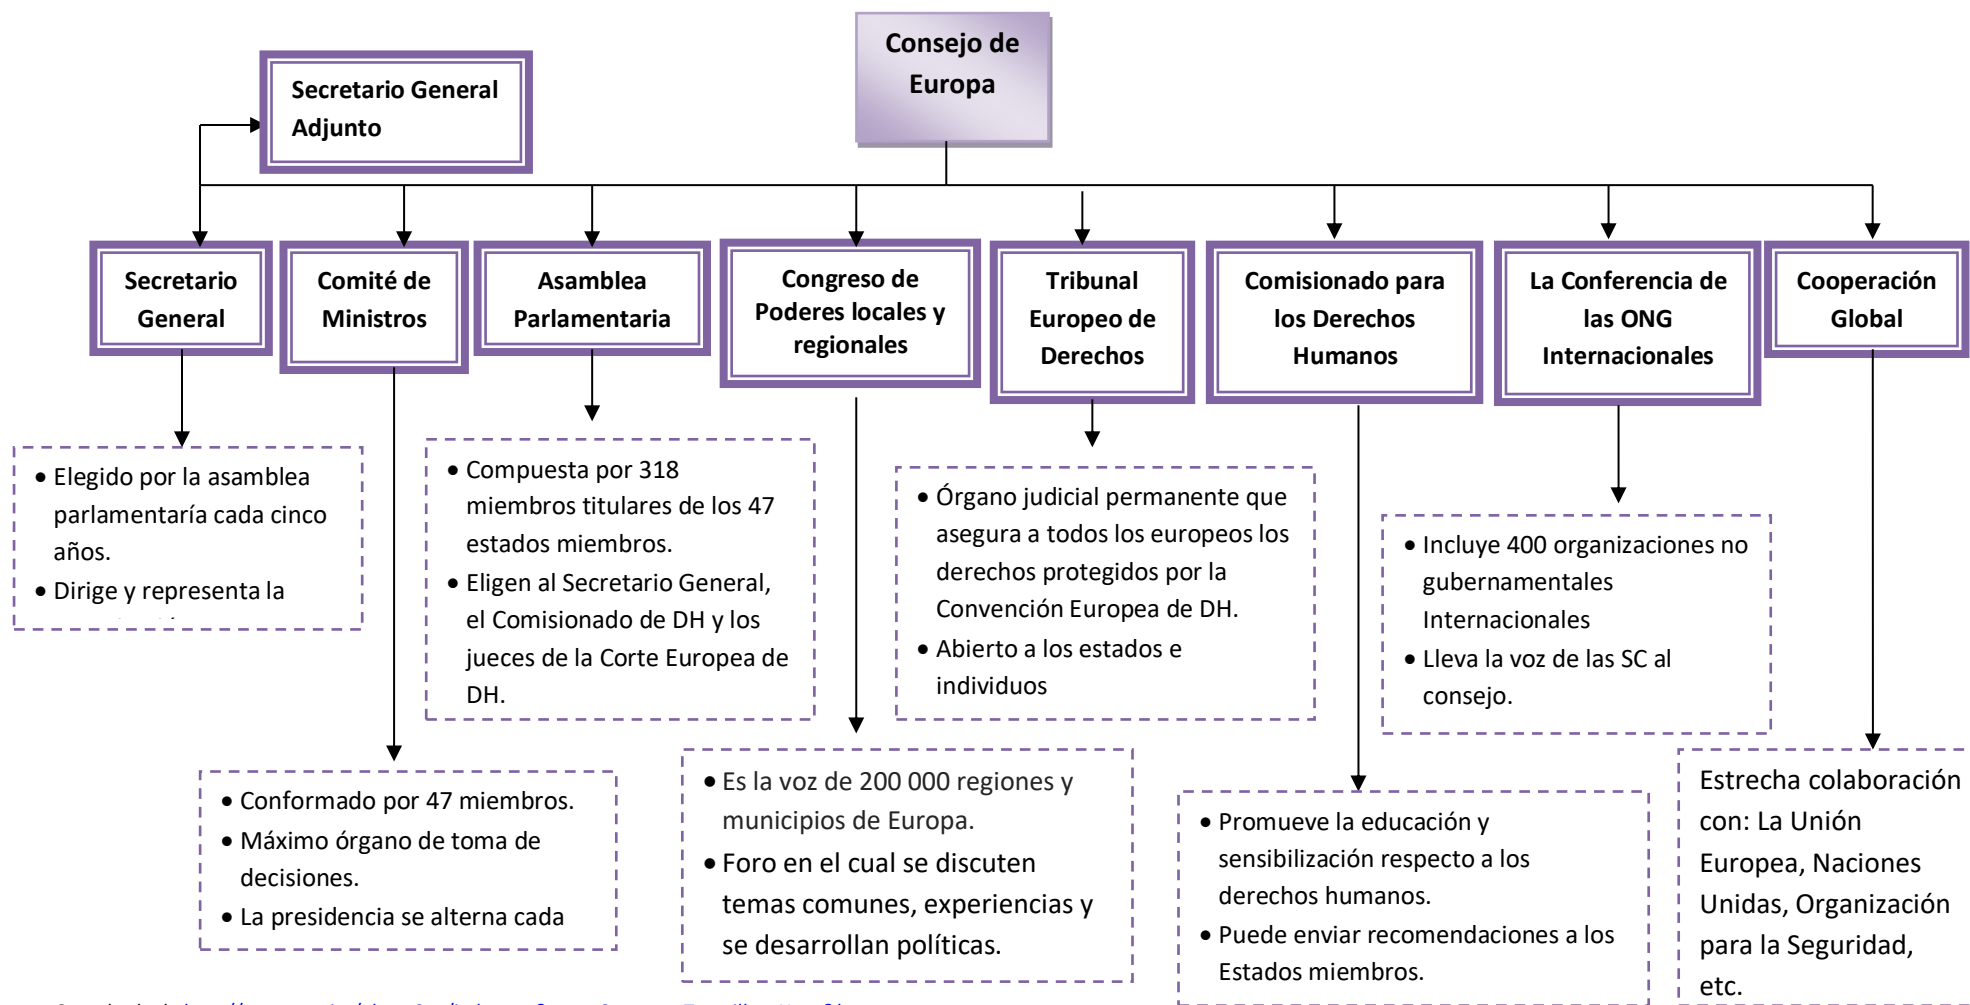 Consejo de
Europa
Secretario General
Adjunto
Secretario
General
Comité de
Ministros
Asamblea
Parlamentaria
Congreso de
Poderes locales y
regionales
Tribunal
Europeo de
Derechos
Comisionado para
los Derechos
Humanos
La Conferencia de
las ONG
Internacionales
Cooperación
Global
• Elegido por la asamblea
parlamentaría cada cinco
años.
• Dirige y representa la
• Compuesta por 318
miembros titulares de los 47
estados miembros.
• Eligen al Secretario General,
el Comisionado de DH y los
jueces de la Corte Europea de
DH.
• Órgano judicial permanente que
asegura a todos los europeos los
derechos protegidos por la
Convención Europea de DH.
• Abierto a los estados e
individuos
• Incluye 400 organizaciones no
gubernamentales
Internacionales
• Lleva la voz de las SC al
consejo.
• Conformado por 47 miembros.
• Máximo órgano de toma de
decisiones.
• La presidencia se alterna cada
• Es la voz de 200 000 regiones y
municipios de Europa.
• Foro en el cual se discuten
temas comunes, experiencias y
se desarrollan políticas.
• Promueve la educación y
sensibilización respecto a los
derechos humanos.
• Puede enviar recomendaciones a los
Estados miembros.
Estrecha colaboración
con: La Unión
Europea, Naciones
Unidas, Organización
para la Seguridad,
etc.